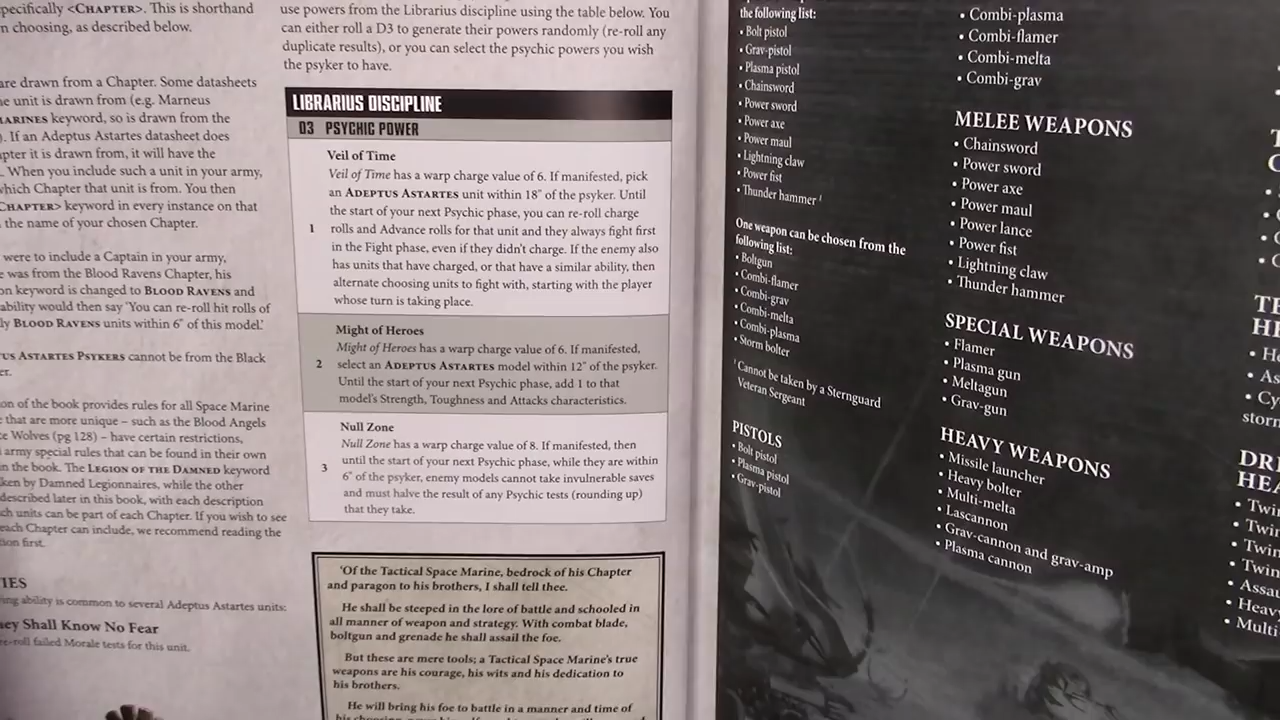 pecifically <CHAPTER>. This is shorthand
n choosing, as described below.
are drawn from a Chapter. Some datasheets
unit is drawn from (e.g. Marneus
keyword, so is drawn from the
). If an Adeptus Astartes datasheet does
pter it is drawn from, it will have the
. When you include such a unit in your army,
which Chapter that unit is from. You then
CHAPTER> keyword in every instance on that
the name of your chosen Chapter.
were to include a Captain in your army,
was from the Blood Ravens Chapter, his
on keyword is changed to BLOOD RAVENS and
ability would then say 'You can re-roll hit rolls of
ly BLOOD RAVENS units within 6" of this model.'
US ASTARTES PSYKERS cannot be from the Black
er.
on of the book provides rules for all Space Marine
that are more unique – such as the Blood Angels
Wolves (pg 128) – have certain restrictions,
army special rules that can be found in their own
n the book. The LEGION OF THE DAMNED keyword
ken by Damned Legionnaires, while the other
described later in this book, with each description
ch units can be part of each Chapter. If you wish to see
each Chapter can include, we recommend reading the
on first.
IES
ing ability is common to several Adeptus Astartes units:
ey Shall Know No Fear
re-roll failed Morale tests for this unit.
use powers from the Librarius discipline using the table below. You
can either roll a D3 to generate their powers randomly (re-roll any
duplicate results), or you can select the psychic powers you wish
the psyker to have.
LIBRARIUS DISCIPLINE
D3 PSYCHIC POWER
Veil of Time
Veil of Time has a warp charge value of 6. If manifested, pick
an ADEPTUS ASTARTES unit within 18" of the psyker. Until
the start of your next Psychic phase, you can re-roll charge
1 rolls and Advance rolls for that unit and they always fight first
in the Fight phase, even if they didn't charge. If the enemy also
has units that have charged, or that have a similar ability, then
alternate choosing units to fight with, starting with the player
whose turn is taking place.
Might of Heroes
Might of Heroes has a warp charge value of 6. If manifested,
2 select an ADEPTUS ASTARTES model within 12" of the psyker.
Until the start of your next Psychic phase, add 1 to that
model's Strength, Toughness and Attacks characteristics.
Null Zone
Null Zone has a warp charge value of 8. If manifested, then
until the start of your next Psychic phase, while they are within
3 6" of the psyker, enemy models cannot take invulnerable saves
and must halve the result of any Psychic tests (rounding up)
that they take.
'Of the Tactical Space Marine, bedrock of his Chapter
and paragon to his brothers, I shall tell thee.
He shall be steeped in the lore of battle and schooled in
all manner of weapon and strategy. With combat blade,
boltgun and grenade he shall assail the foe.
But these are mere tools; a Tactical Space Marine's true
weapons are his courage, his wits and his dedication to
his brothers.
He will bring his foe to battle in a manner and time of
the following list:
• Bolt pistol
• Grav-pistol
• Plasma pistol
• Chainsword
• Power sword
• Power axe
• Power maul
• Lightning claw
• Power fist
• Thunder hammer ¹
One weapon can be chosen from the
following list:
• Boltgun
• Combi-flamer
• Combi-grav
• Combi-melta
• Combi-plasma
• Storm bolter
¹ Cannot be taken by a Sternguard
Veteran Sergeant
PISTOLS
• Bolt pistol
• Plasma pistol
• Grav-pistol
• Combi-plasma
• Combi-flamer
• Combi-melta
• Combi-grav
MELEE WEAPONS
• Chainsword
• Power sword
• Power axe
• Power maul
• Power lance
• Power fist
• Lightning claw
• Thunder hammer
SPECIAL WEAPONS
• Flamer
• Plasma gun
• Meltagun
• Grav-gun
HEAVY WEAPONS
• Missile launcher
• Heavy bolter
• Multi-melta
• Lascannon
• Grav-cannon and grav-amp
• Plasma cannon
TE
HE
• He
• As
• Cy
storm
DRE
HEA
• Twin
• Twin
• Twin
• Twin
• Assau
• Heav
• Multi